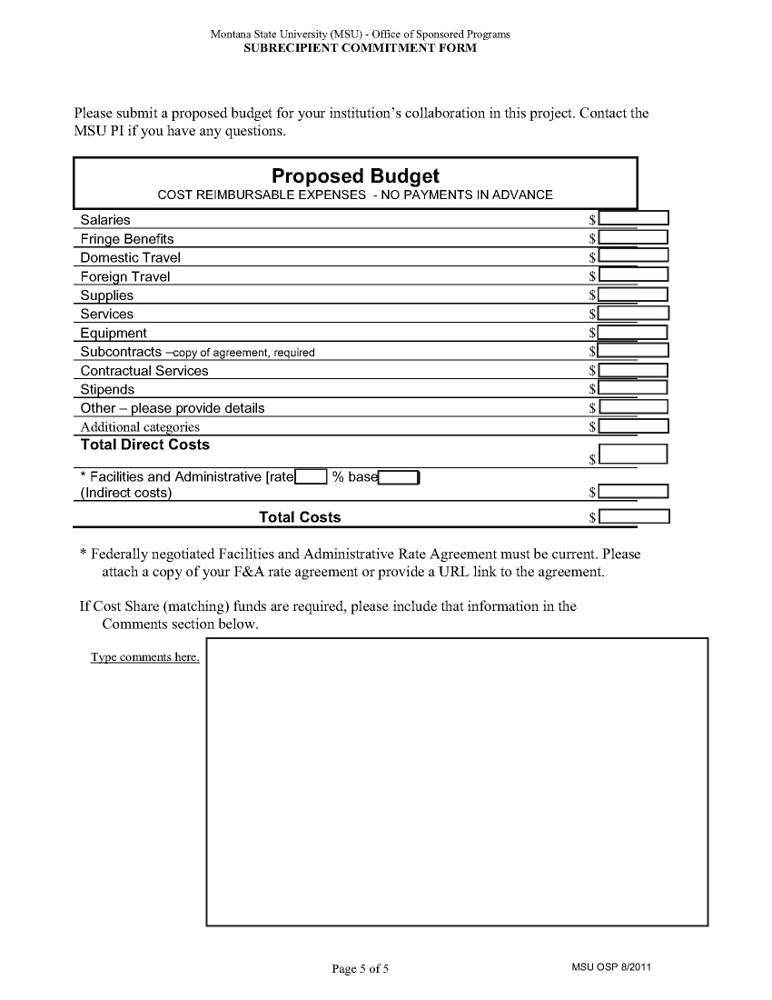 Montana State University (MSU) - Office of Sponsored Programs
SUBRECIPIENT COMMITMENT FORM
Please submit a proposed budget for your institution’s collaboration in this project. Contact the
MSU PI if you have any questions.
Proposed Budget
COST REIMBURSABLE EXPENSES - NO PAYMENTS IN ADVANCE
Salaries $
Fringe Benefits $
Domestic Travel $
Foreign Travel $
Supplies $
Services $
Equipment $
Subcontracts –copy of agreement, required $
Contractual Services $
Stipends $
Other – please provide details $
Additional categories $
Total Direct Costs
$
* Facilities and Administrative [rate % base
(Indirect costs) $
Total Costs $
* Federally negotiated Facilities and Administrative Rate Agreement must be current. Please
attach a copy of your F&A rate agreement or provide a URL link to the agreement.
If Cost Share (matching) funds are required, please include that information in the
Comments section below.
Type comments here.
Page 5 of 5
MSU OSP 8/2011